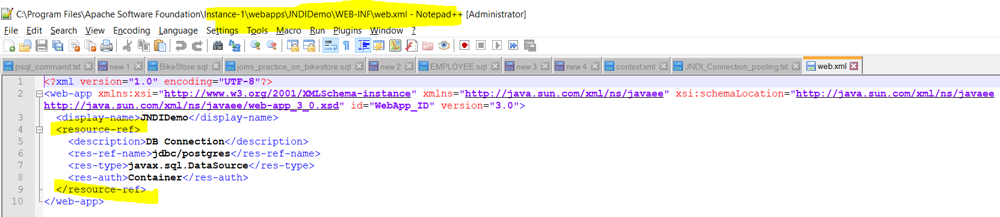 C:\Program Files\Apache Software Foundation\Instance-1\webapps\JNDIDemo\WEB-INF\web.xml - Notepad++ [Administrator]
File Edit Search View Encoding Language Settings Tools Macro Run Plugins Window ?
psql_command.txt new 1 BikeStore.sql joins_practice_on_bikestore.sql new 2 EMPLOYEE.sql new 3 new 4 context.xml JNDI_Connection_pooling.txt web.xml
1 <?xml version="1.0" encoding="UTF-8"?>
2 <web-app xmlns:xsi="http://www.w3.org/2001/XMLSchema-instance" xmlns="http://java.sun.com/xml/ns/javaee" xsi:schemaLocation="http://java.sun.com/xml/ns/javaee
http://java.sun.com/xml/ns/javaee/web-app_3_0.xsd" id="WebApp_ID" version="3.0">
3 <display-name>JNDIDemo</display-name>
4 <resource-ref>
5 <description>DB Connection</description>
6 <res-ref-name>jdbc/postgres</res-ref-name>
7 <res-type>javax.sql.DataSource</res-type>
8 <res-auth>Container</res-auth>
9 </resource-ref>
10 </web-app>